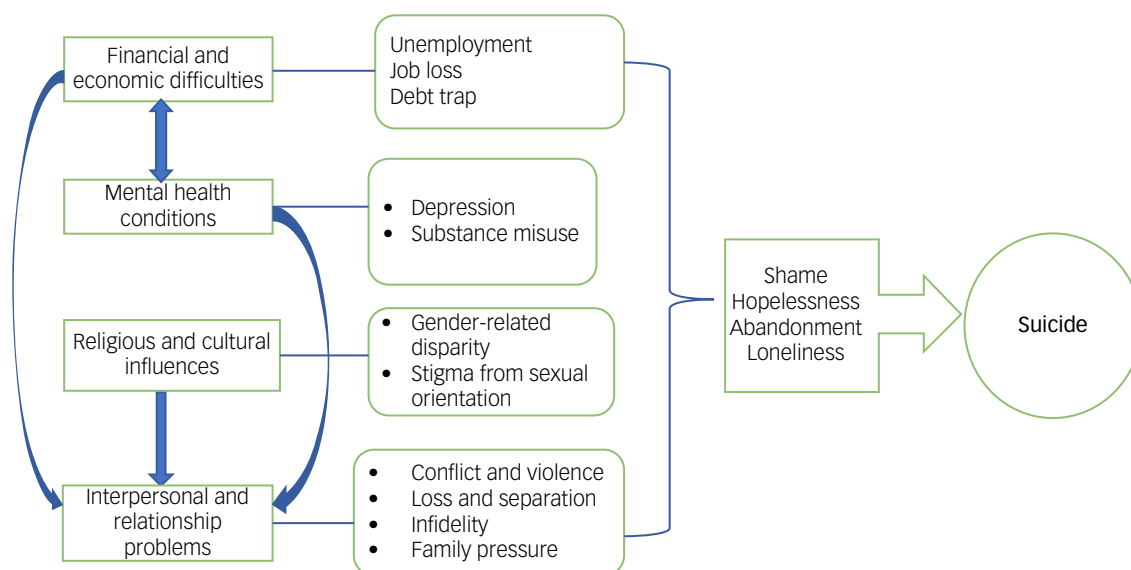 Financial and
economic difficulties
Unemployment
Job loss
Debt trap
Mental health
conditions
• Depression
• Substance misuse
Religious and cultural
influences
• Gender-related
disparity
• Stigma from sexual
orientation
Interpersonal and
relationship
problems
• Conflict and violence
• Loss and separation
• Infidelity
• Family pressure
Shame
Hopelessness
Abandonment
Loneliness
Suicide